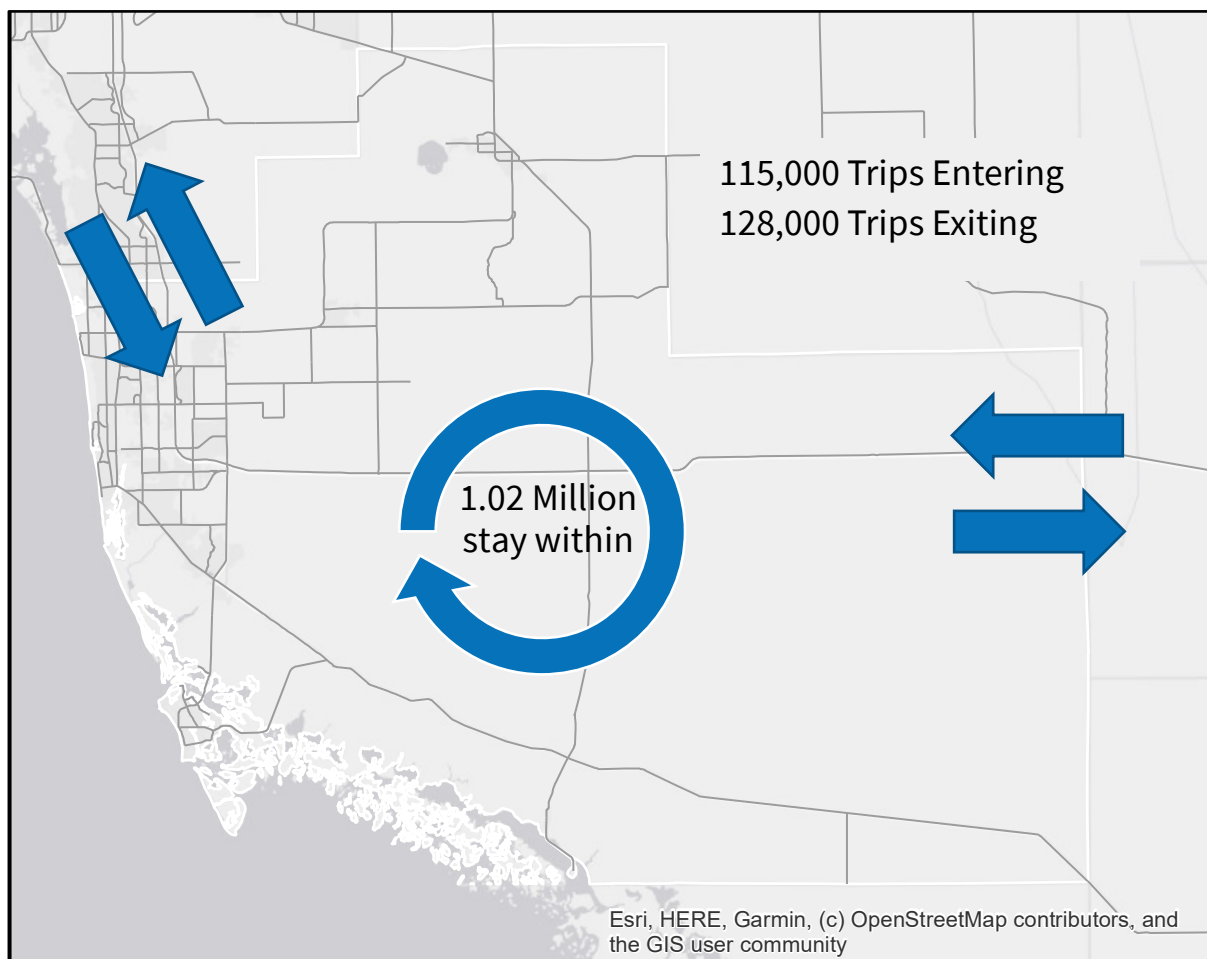 115,000 Trips Entering
128,000 Trips Exiting
1.02 Million
stay within
Esri, HERE, Garmin, (c) OpenStreetMap contributors, and
the GIS user community